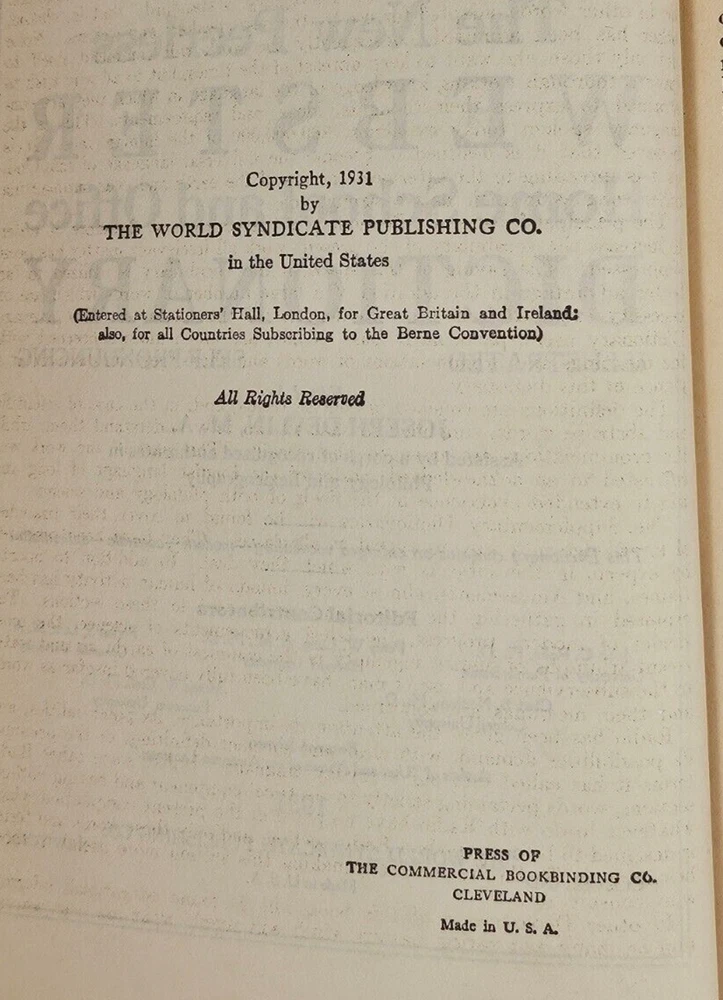 Copyright, 1931
by
THE WORLD SYNDICATE PUBLISHING CO.
in the United States
(Entered at Stationers' Hall, London, for Great Britain and Ireland;
also, for all Countries Subscribing to the Berne Convention)
All Rights Reserved
PRESS OF
THE COMMERCIAL BOOKBINDING CO.
CLEVELAND
Made in U. S. A.